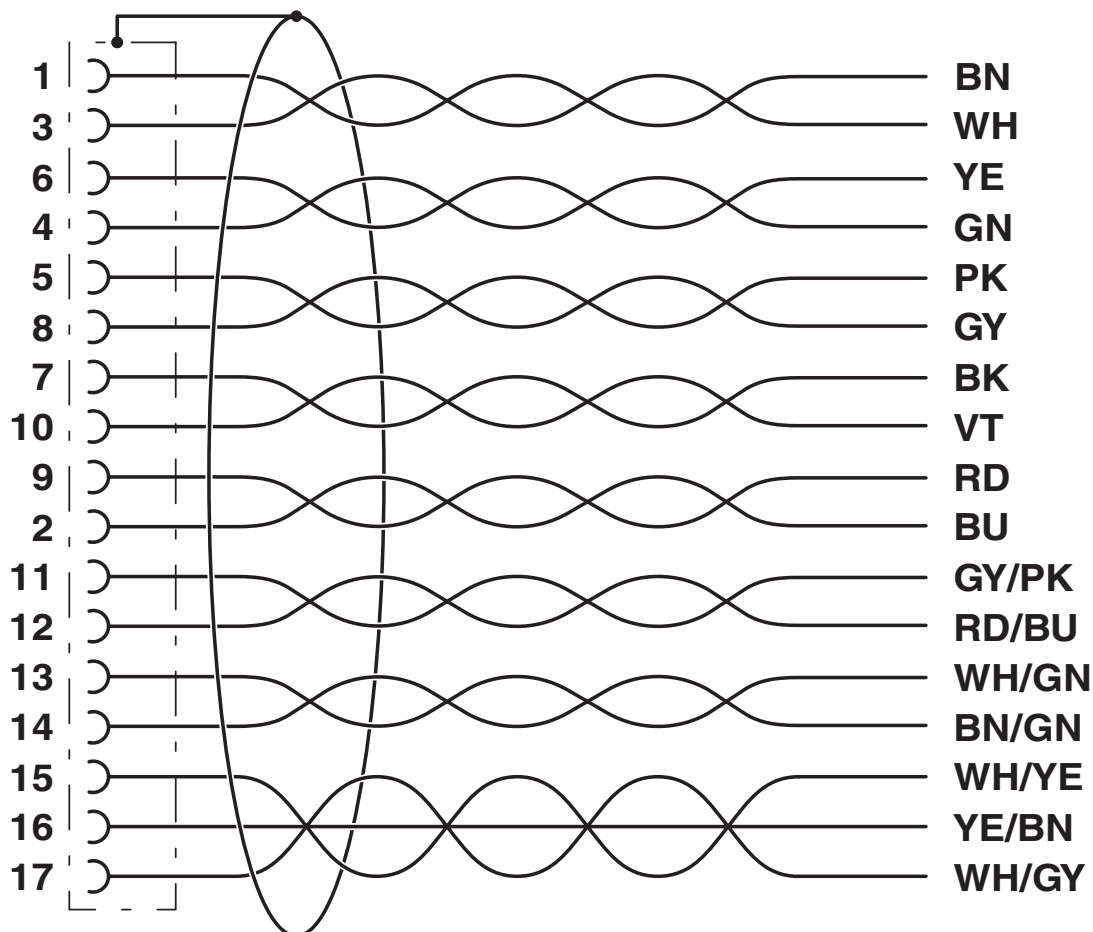 1 BN
3 WH
6 YE
4 GN
5 PK
8 GY
7 BK
10 VT
9 RD
2 BU
11 GY/PK
12 RD/BU
13 WH/GN
14 BN/GN
15 WH/YE
16 YE/BN
17 WH/GY